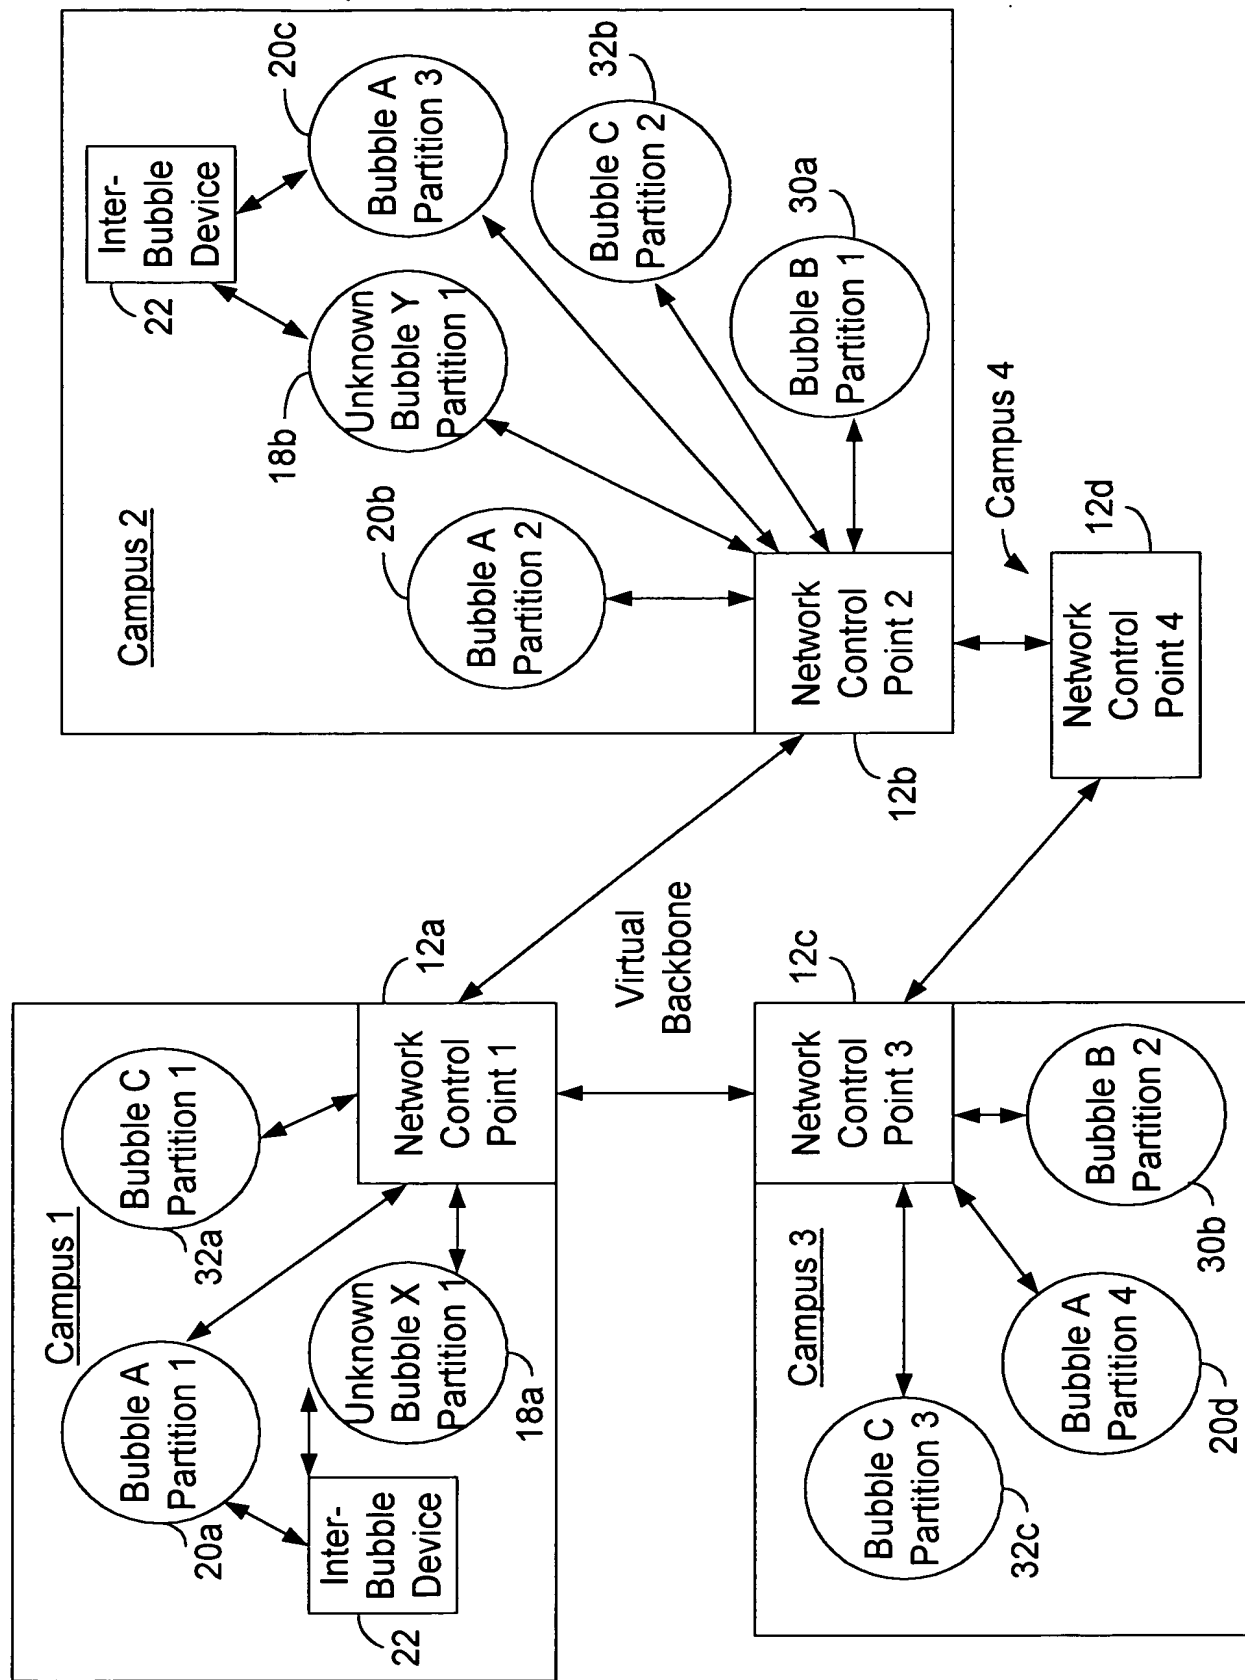 Campus 1
Bubble A
Partition 1
20a
Bubble C
Partition 1
32a
Inter-
Bubble
Device
22
Unknown
Bubble X
Partition 1
18a
Network
Control
Point 1
12a
Campus 2
Inter-
Bubble
Device
22
Bubble A
Partition 3
20c
Unknown
Bubble Y
Partition 1
18b
Bubble A
Partition 2
20b
Bubble C
Partition 2
32b
Bubble B
Partition 1
30a
Network
Control
Point 2
12b
Virtual
Backbone
Campus 3
Network
Control
Point 3
12c
Bubble C
Partition 3
32c
Bubble A
Partition 4
20d
Bubble B
Partition 2
30b
Campus 4
Network
Control
Point 4
12d